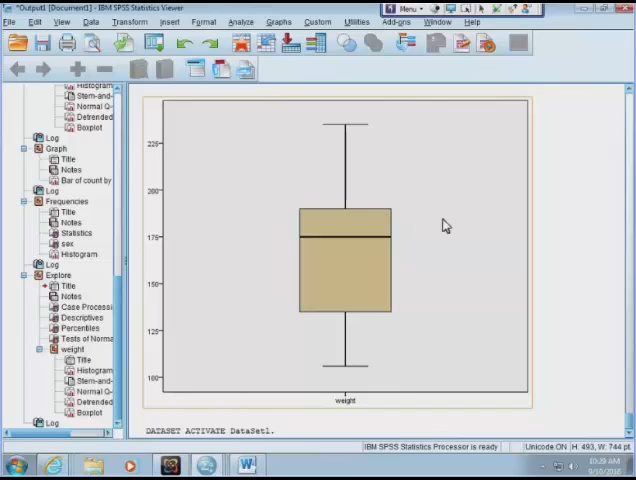 *Output1 [Document1] - IBM SPSS Statistics Viewer
Menu
File Edit View Data Transform Insert Format Analyze Graphs Custom Utilities Add-ons Window Help
Histogram
Stem-and-
Normal Q-
Detrended
Boxplot
Log
Graph
Title
Notes
Bar of count by
Log
Frequencies
Title
Notes
Statistics
sex
Histogram
Log
Explore
Title
Notes
Case Processi
Descriptives
Percentiles
Tests of Norma
weight
Title
Histogram
Stem-and-
Normal Q-
Detrended
Boxplot
Log
225
200
175
150
125
100
weight
DATASET ACTIVATE DataSet1.
IBM SPSS Statistics Processor is ready Unicode:ON H: 493, W: 744 pt.
10:29 AM